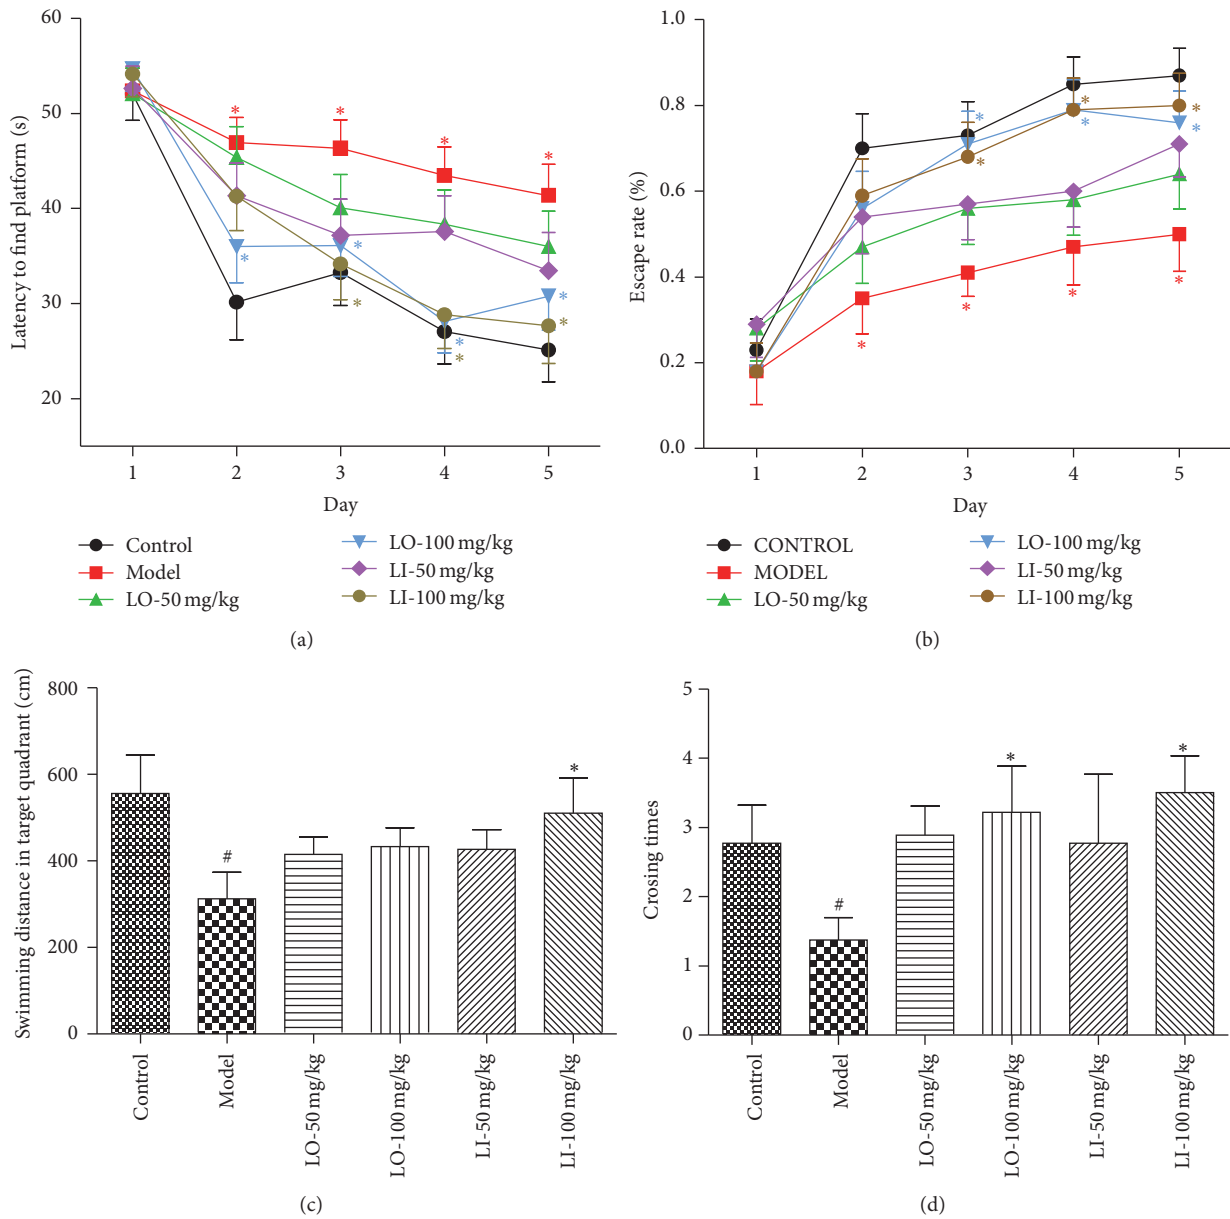 Latency to find platform (s)
60
50
40
30
20
* * * *
* * * *
* * *
1 2 3 4 5
Day
Control
Model
LO-50 mg/kg
LO-100 mg/kg
LI-50 mg/kg
LI-100 mg/kg
(a)
Escape rate (%)
1.0
0.8
0.6
0.4
0.2
0.0
* * *
* * *
* * * *
1 2 3 4 5
Day
CONTROL
MODEL
LO-50 mg/kg
LO-100 mg/kg
LI-50 mg/kg
LI-100 mg/kg
(b)
Swimming distance in target quadrant (cm)
800
600
400
200
0
#
*
Control
Model
LO-50 mg/kg
LO-100 mg/kg
LI-50 mg/kg
LI-100 mg/kg
(c)
Crosing times
5
4
3
2
1
0
#
*
*
Control
Model
LO-50 mg/kg
LO-100 mg/kg
LI-50 mg/kg
LI-100 mg/kg
(d)